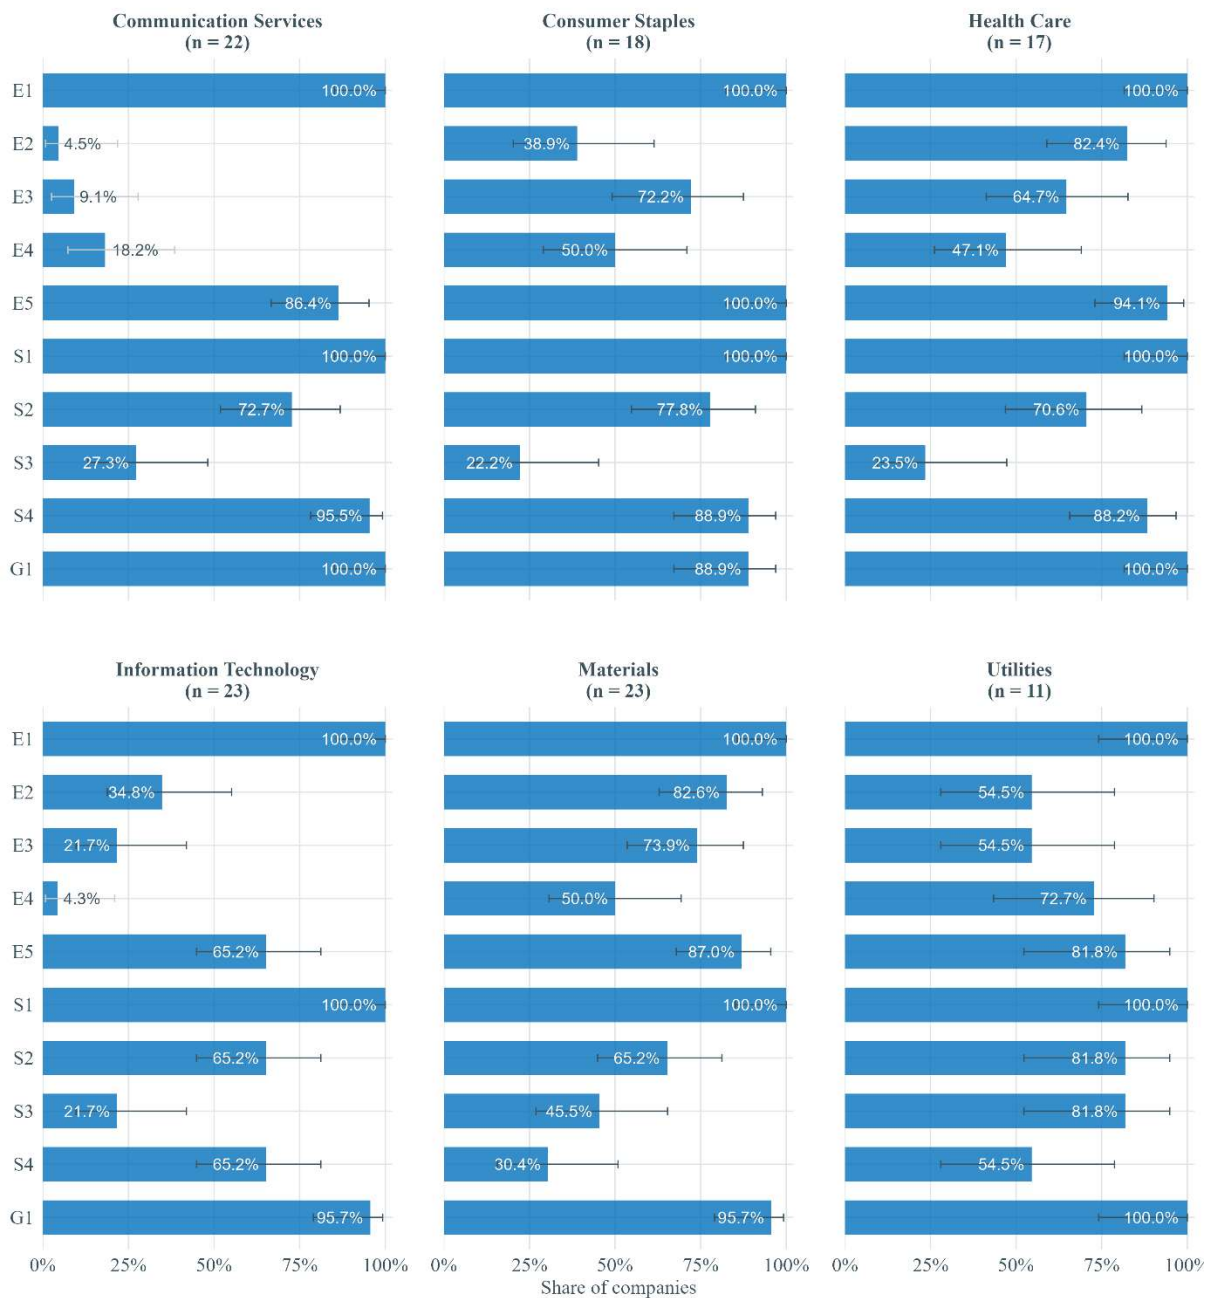 Communication Services
(n = 22)
Consumer Staples
(n = 18)
Health Care
(n = 17)
E1 100.0% 100.0% 100.0%
E2 4.5% 38.9% 82.4%
E3 9.1% 72.2% 64.7%
E4 18.2% 50.0% 47.1%
E5 86.4% 100.0% 94.1%
S1 100.0% 100.0% 100.0%
S2 72.7% 77.8% 70.6%
S3 27.3% 22.2% 23.5%
S4 95.5% 88.9% 88.2%
G1 100.0% 88.9% 100.0%
Information Technology
(n = 23)
Materials
(n = 23)
Utilities
(n = 11)
E1 100.0% 100.0% 100.0%
E2 34.8% 82.6% 54.5%
E3 21.7% 73.9% 54.5%
E4 4.3% 50.0% 72.7%
E5 65.2% 87.0% 81.8%
S1 100.0% 100.0% 100.0%
S2 65.2% 65.2% 81.8%
S3 21.7% 45.5% 81.8%
S4 65.2% 30.4% 54.5%
G1 95.7% 95.7% 100.0%
0% 25% 50% 75% 100% 0% 25% 50% 75% 100% 0% 25% 50% 75% 100%
Share of companies